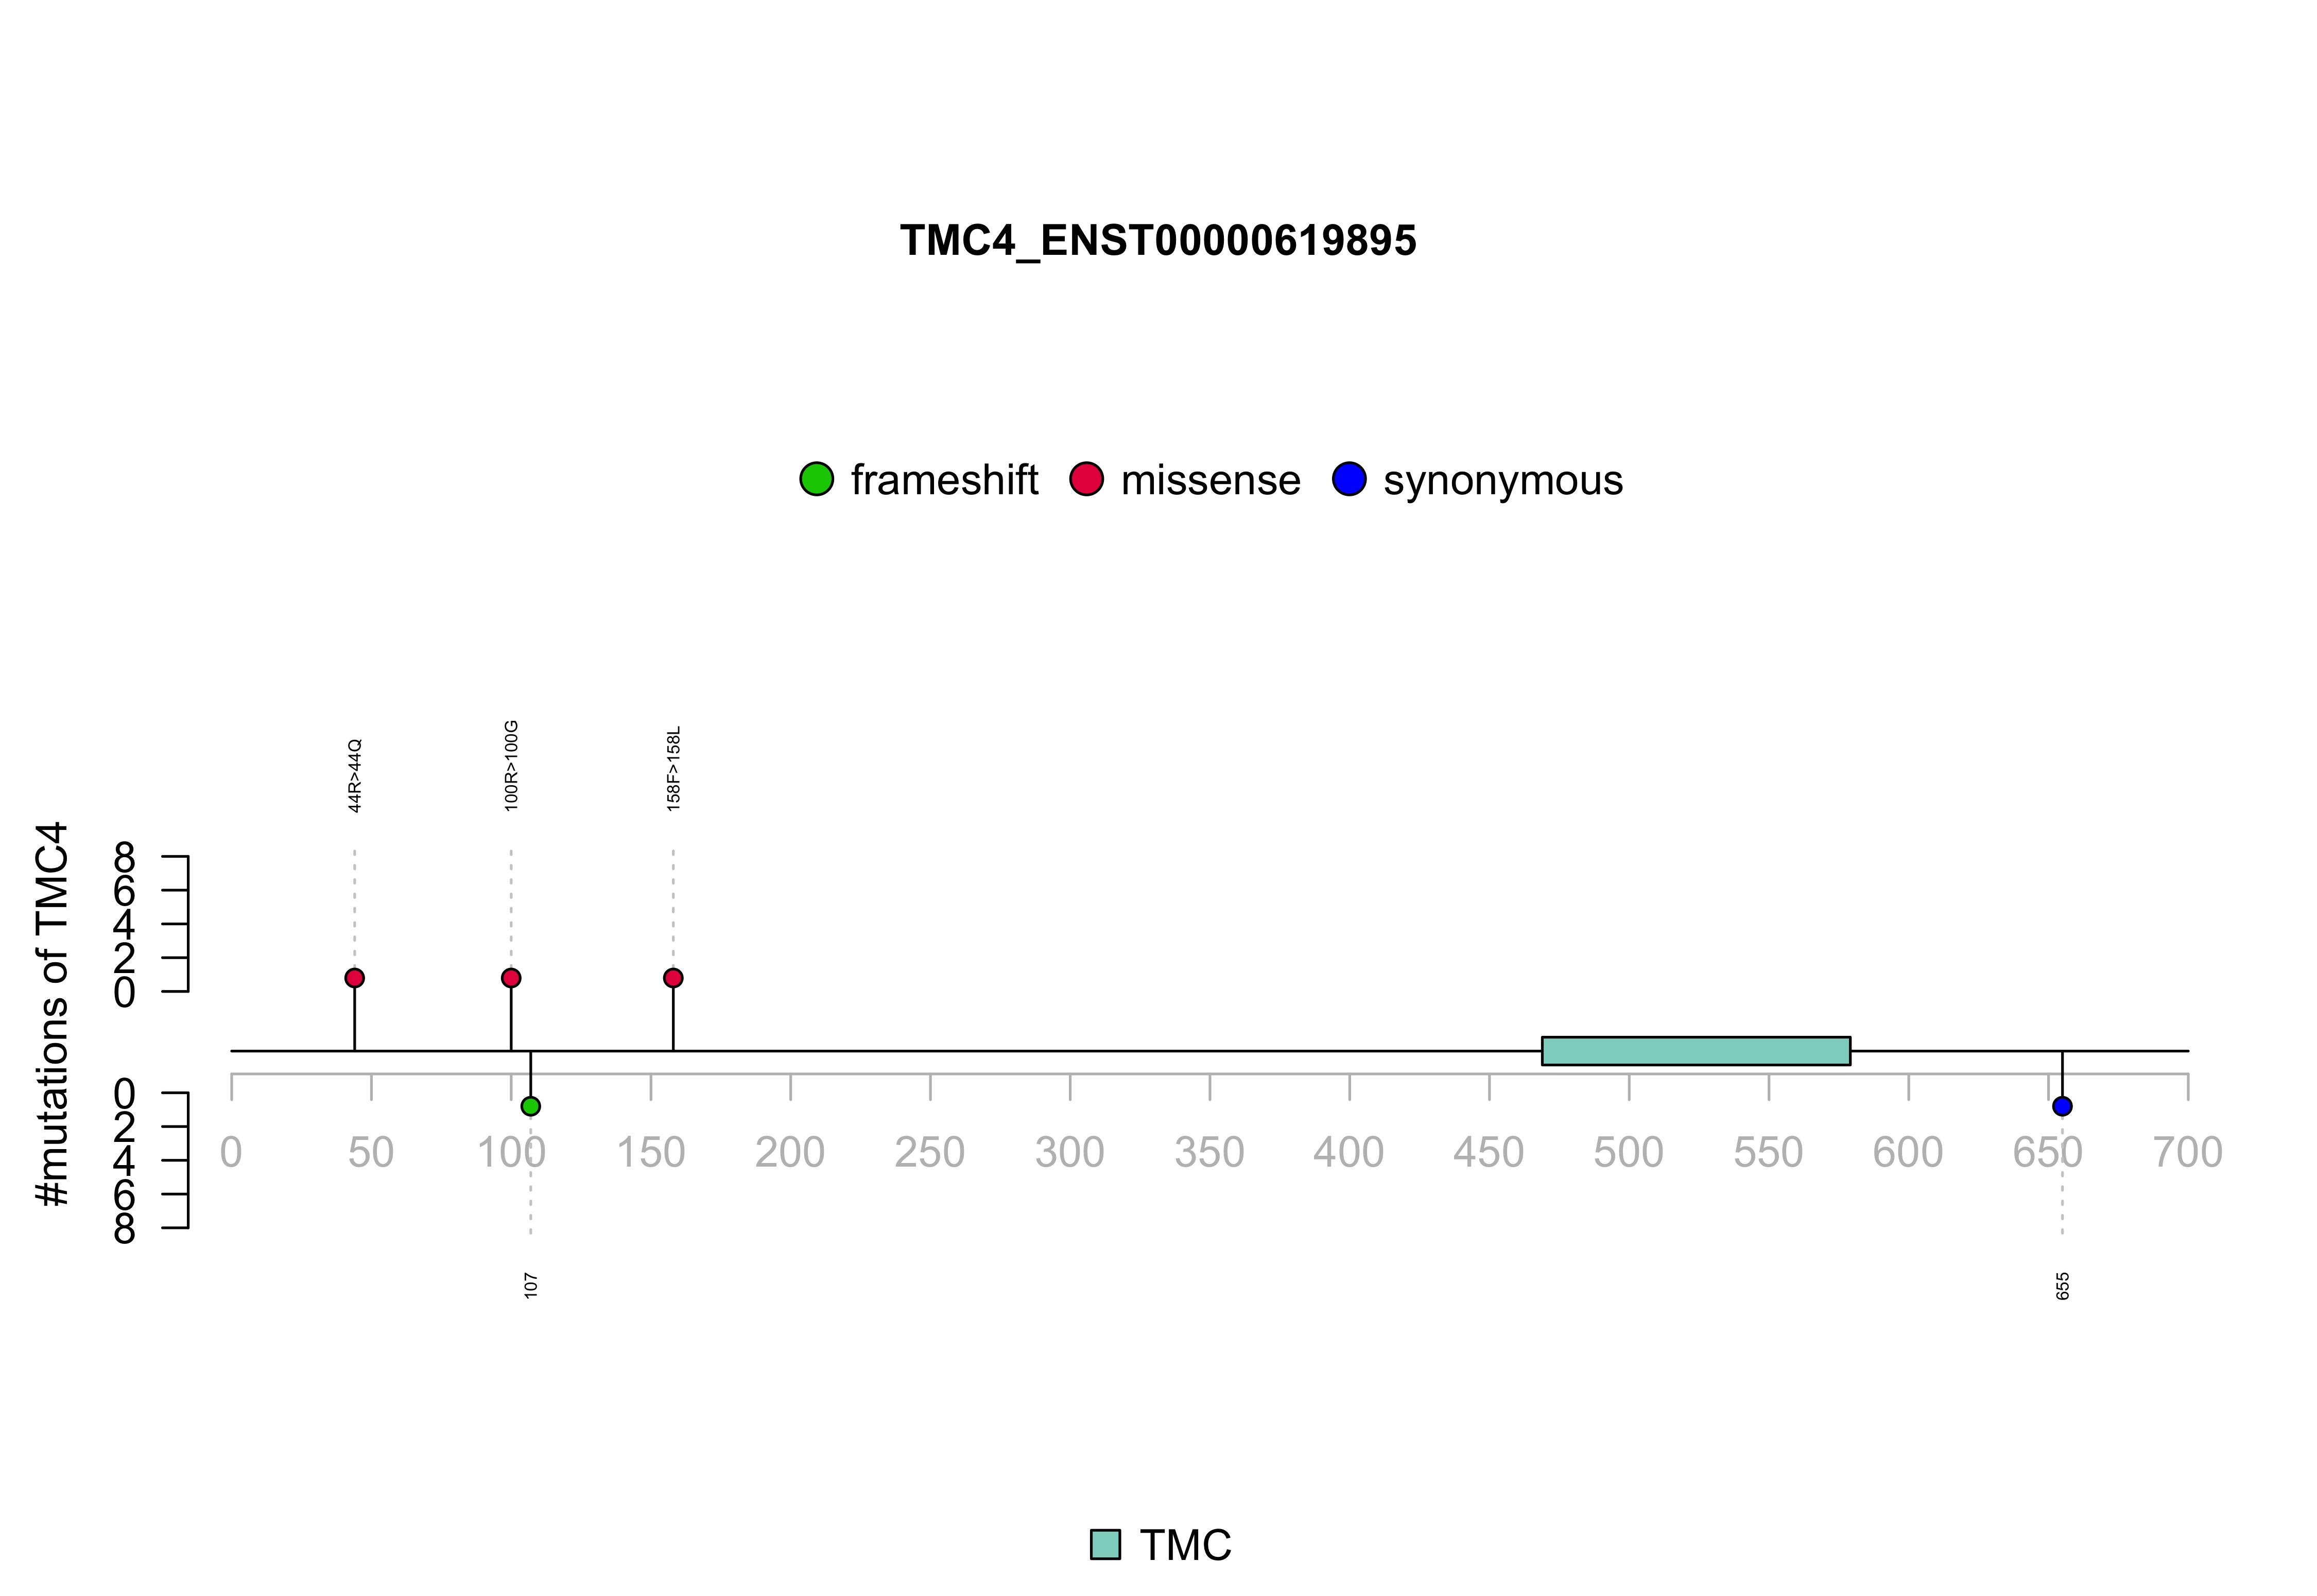 TMC4_ENST00000619895
frameshift missense synonymous
44R>44Q
100R>100G
158F>158L
#mutations of TMC4
8
6
4
2
0
0
2
4
6
8
0 50 100 150 200 250 300 350 400 450 500 550 600 650 700
107
655
TMC